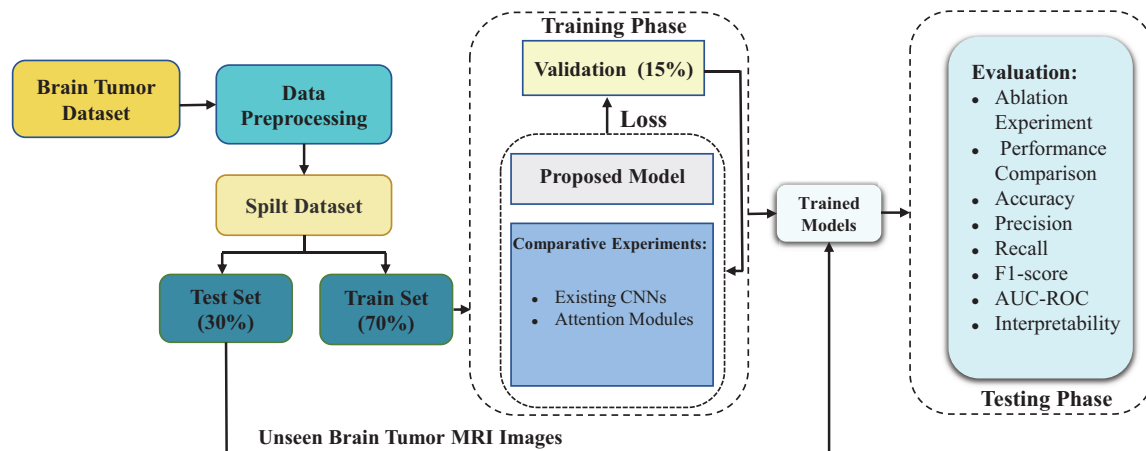 Brain Tumor
Dataset
Data
Preprocessing
Spilt Dataset
Test Set
(30%)
Train Set
(70%)
Training Phase
Validation (15%)
Loss
Proposed Model
Comparative Experiments:
• Existing CNNs
• Attention Modules
Trained
Models
Evaluation:
• Ablation
Experiment
• Performance
Comparison
• Accuracy
• Precision
• Recall
• F1-score
• AUC-ROC
• Interpretability
Testing Phase
Unseen Brain Tumor MRI Images